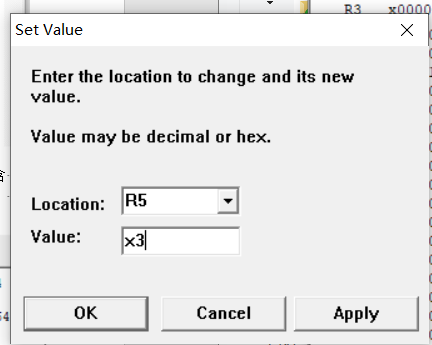 R3 x0000
Set Value
Enter the location to change and its new
value.
Value may be decimal or hex.
Location: R5
Value: x3
OK Cancel Apply